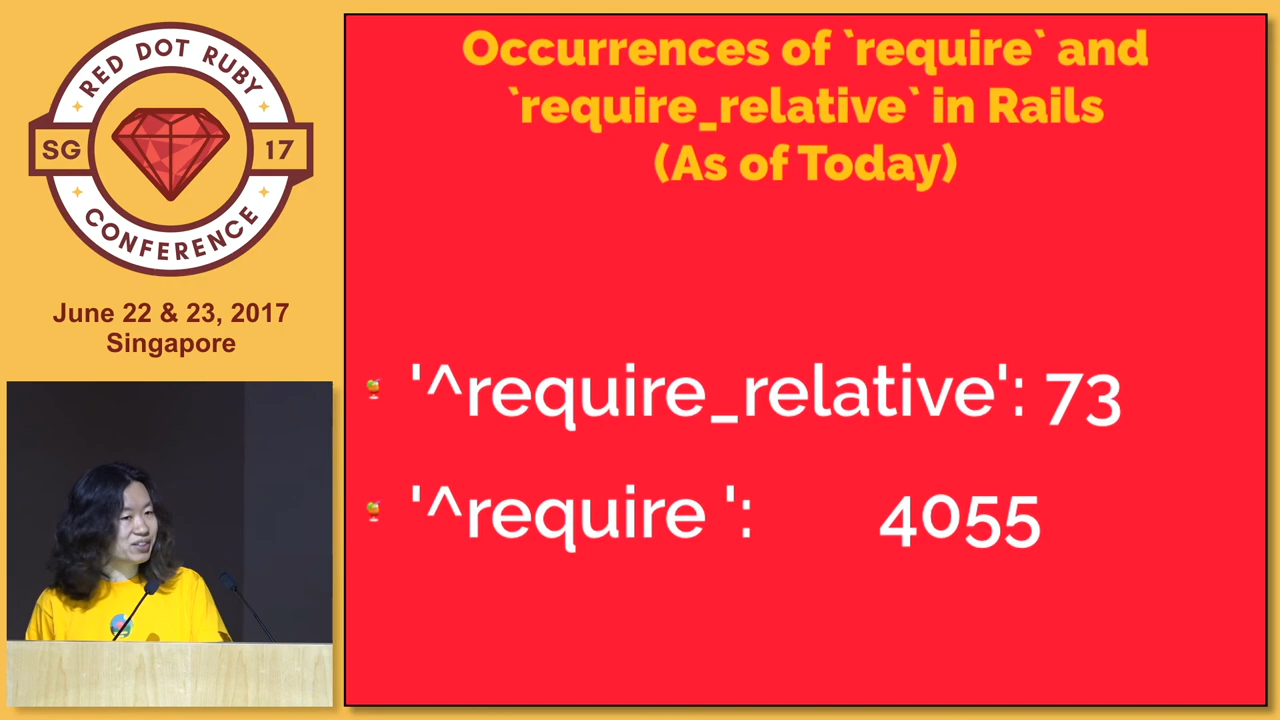 RED DOT RUBY
SG
17
CONFERENCE
June 22 & 23, 2017
Singapore
Occurrences of `require` and
`require_relative` in Rails
(As of Today)
'^require_relative': 73
'^require ': 4055